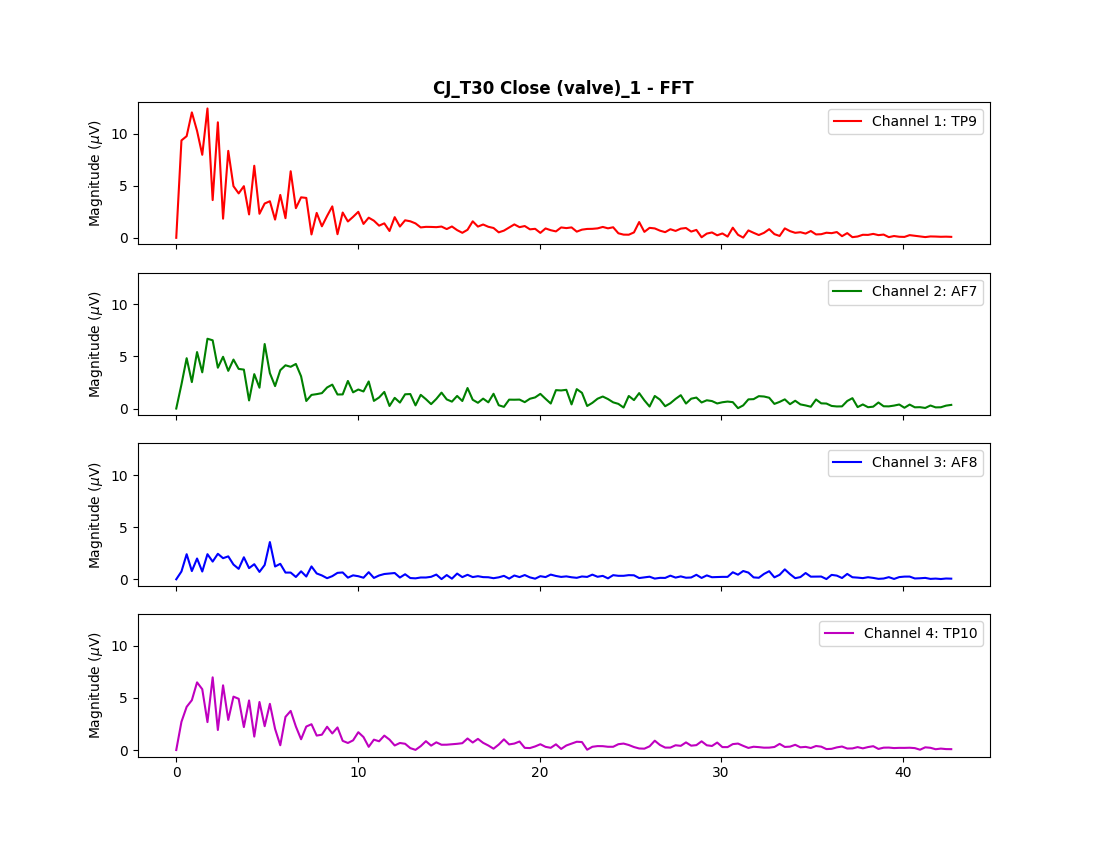 CJ_T30 Close (valve)_1 - FFT
Magnitude (μV)
10
5
0
Channel 1: TP9
Magnitude (μV)
10
5
0
Channel 2: AF7
Magnitude (μV)
10
5
0
Channel 3: AF8
Magnitude (μV)
10
5
0
Channel 4: TP10
0 10 20 30 40